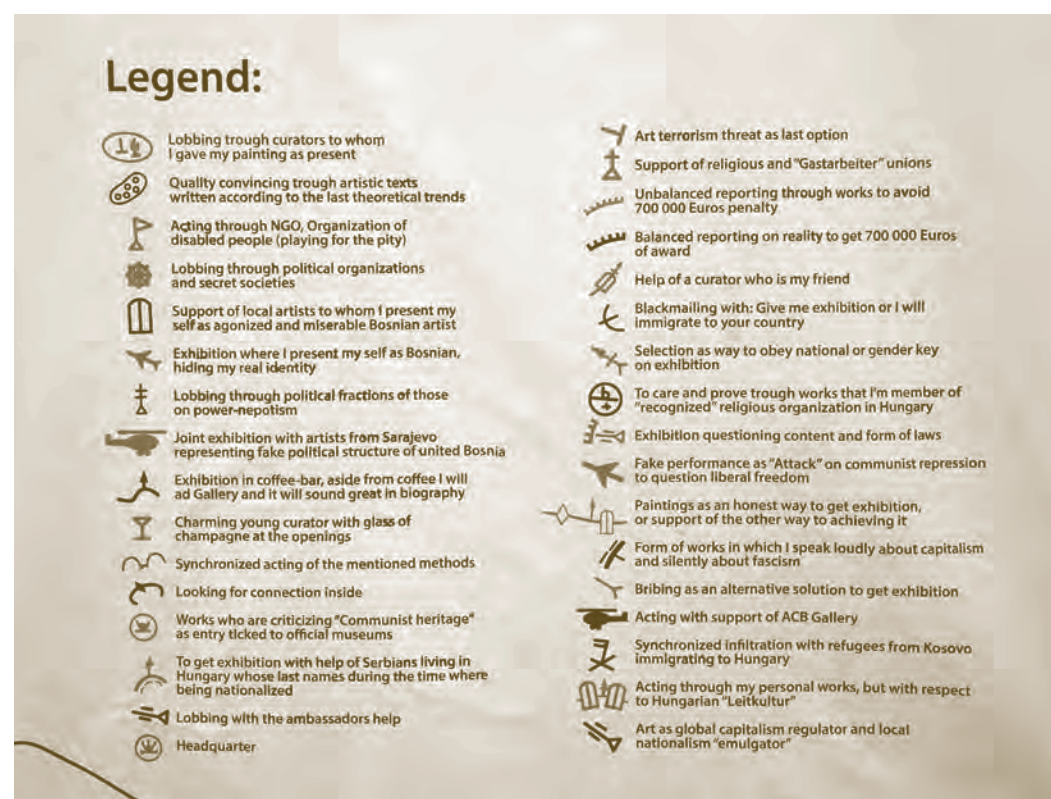 Legend:
Lobbing trough curators to whom
I gave my painting as present
Quality convincing trough artistic texts
written according to the last theoretical trends
Acting through NGO, Organization of
disabled people (playing for the pity)
Lobbing through political organizations
and secret societies
Support of local artists to whom I present my
self as agonized and miserable Bosnian artist
Exhibition where I present my self as Bosnian,
hiding my real identity
Lobbing through political fractions of those
on power-nepotism
Joint exhibition with artists from Sarajevo
representing fake political structure of united Bosnia
Exhibition in coffee-bar, aside from coffee I will
ad Gallery and it will sound great in biography
Charming young curator with glass of
champagne at the openings
Synchronized acting of the mentioned methods
Looking for connection inside
Works who are criticizing "Communist heritage"
as entry ticked to official museums
To get exhibition with help of Serbians living in
Hungary whose last names during the time where
being nationalized
Lobbing with the ambassadors help
Headquarter
Art terrorism threat as last option
Support of religious and "Gastarbeiter" unions
Unbalanced reporting through works to avoid
700 000 Euros penalty
Balanced reporting on reality to get 700 000 Euros
of award
Help of a curator who is my friend
Blackmailing with: Give me exhibition or I will
immigrate to your country
Selection as way to obey national or gender key
on exhibition
To care and prove trough works that I'm member of
"recognized" religious organization in Hungary
Exhibition questioning content and form of laws
Fake performance as "Attack" on communist repression
to question liberal freedom
Paintings as an honest way to get exhibition,
or support of the other way to achieving it
Form of works in which I speak loudly about capitalism
and silently about fascism
Bribing as an alternative solution to get exhibition
Acting with support of ACB Gallery
Synchronized infiltration with refugees from Kosovo
immigrating to Hungary
Acting through my personal works, but with respect
to Hungarian "Leitkultur"
Art as global capitalism regulator and local
nationalism "emulgator"